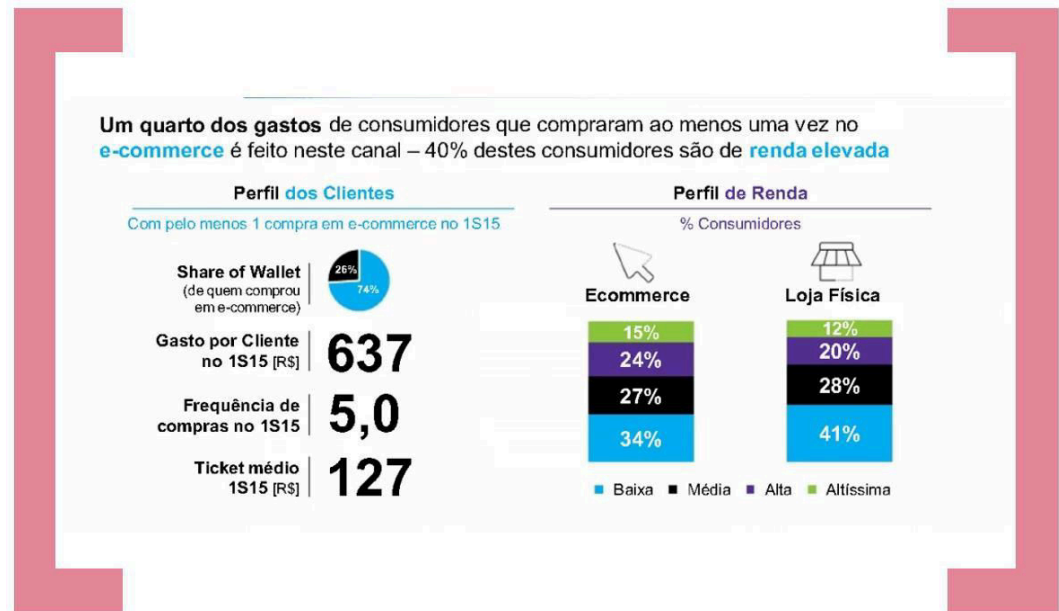 Um quarto dos gastos de consumidores que compraram ao menos uma vez no
e-commerce é feito neste canal – 40% destes consumidores são de renda elevada
Perfil dos Clientes
Com pelo menos 1 compra em e-commerce no 1S15
Share of Wallet
(de quem comprou
em e-commerce)
26%
74%
Gasto por Cliente
no 1S15 [R$]
637
Frequência de
compras no 1S15
5,0
Ticket médio
1S15 [R$]
127
Perfil de Renda
% Consumidores
Ecommerce
15%
24%
27%
34%
Loja Física
12%
20%
28%
41%
Baixa Média Alta Altíssima